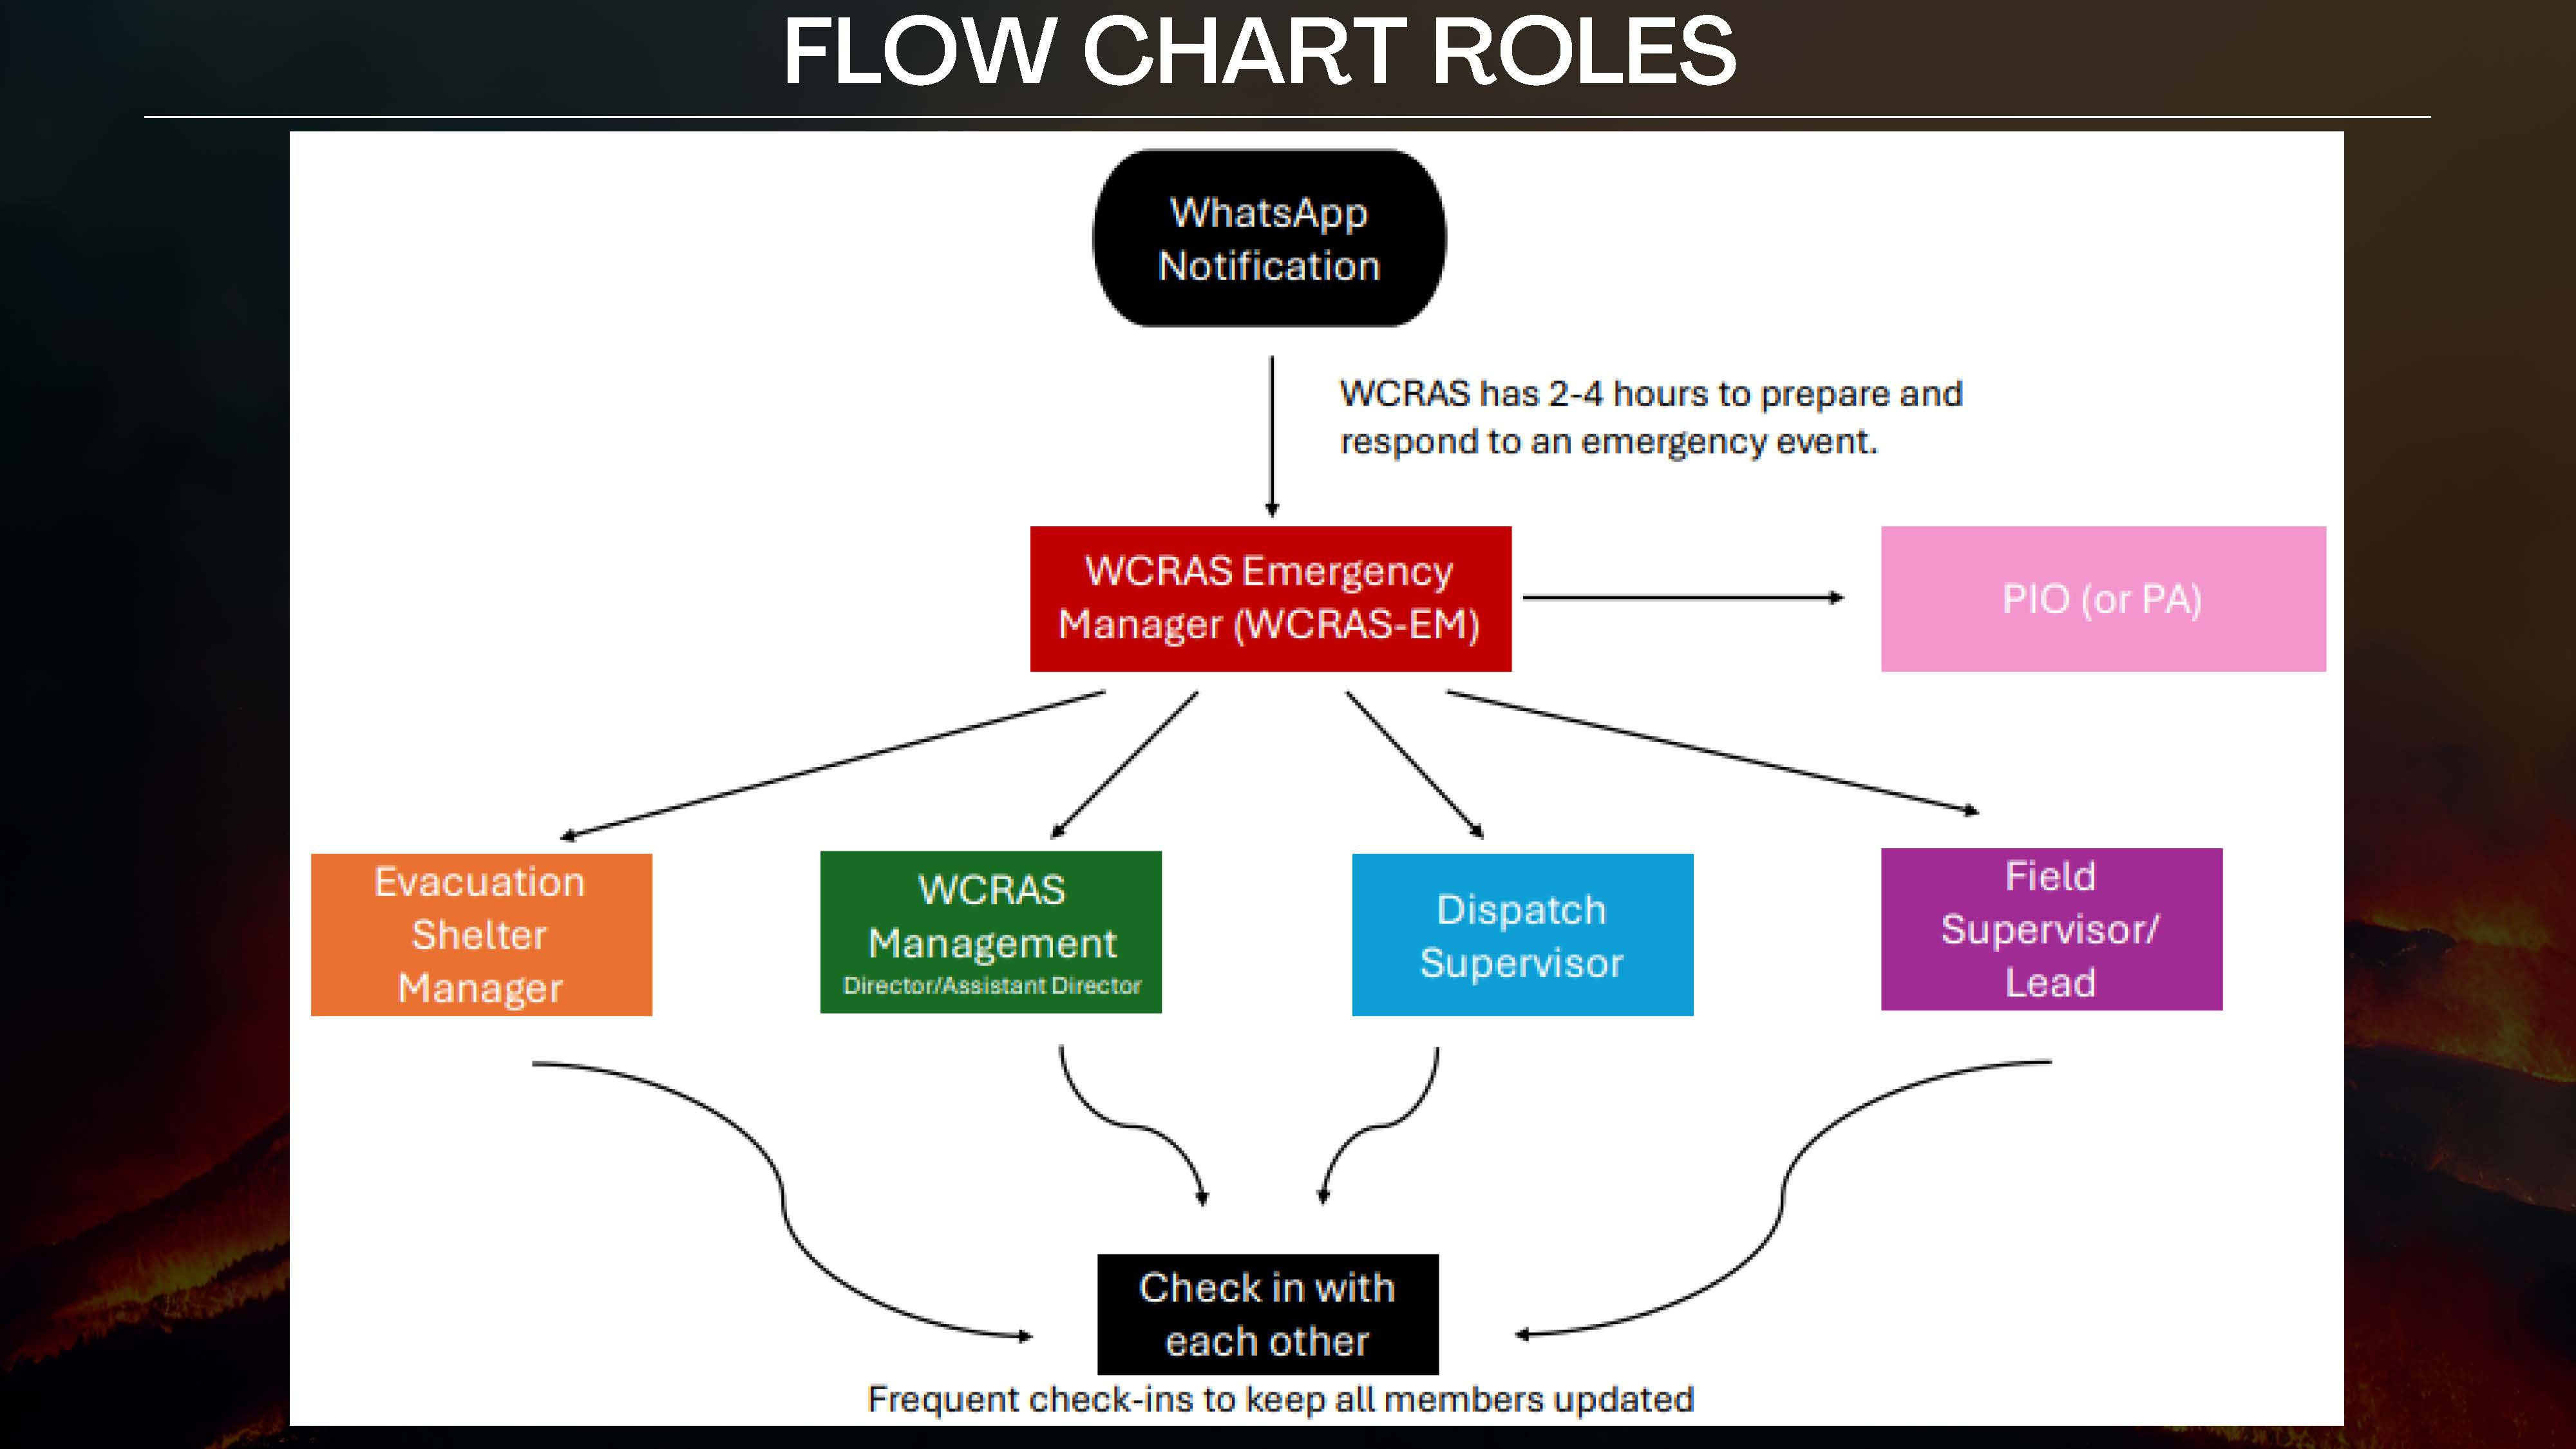 FLOW CHART ROLES
WhatsApp
Notification
WCRAS has 2-4 hours to prepare and
respond to an emergency event.
WCRAS Emergency
Manager (WCRAS-EM)
PIO (or PA)
Evacuation
Shelter
Manager
WCRAS
Management
Director/Assistant Director
Dispatch
Supervisor
Field
Supervisor/
Lead
Check in with
each other
Frequent check-ins to keep all members updated